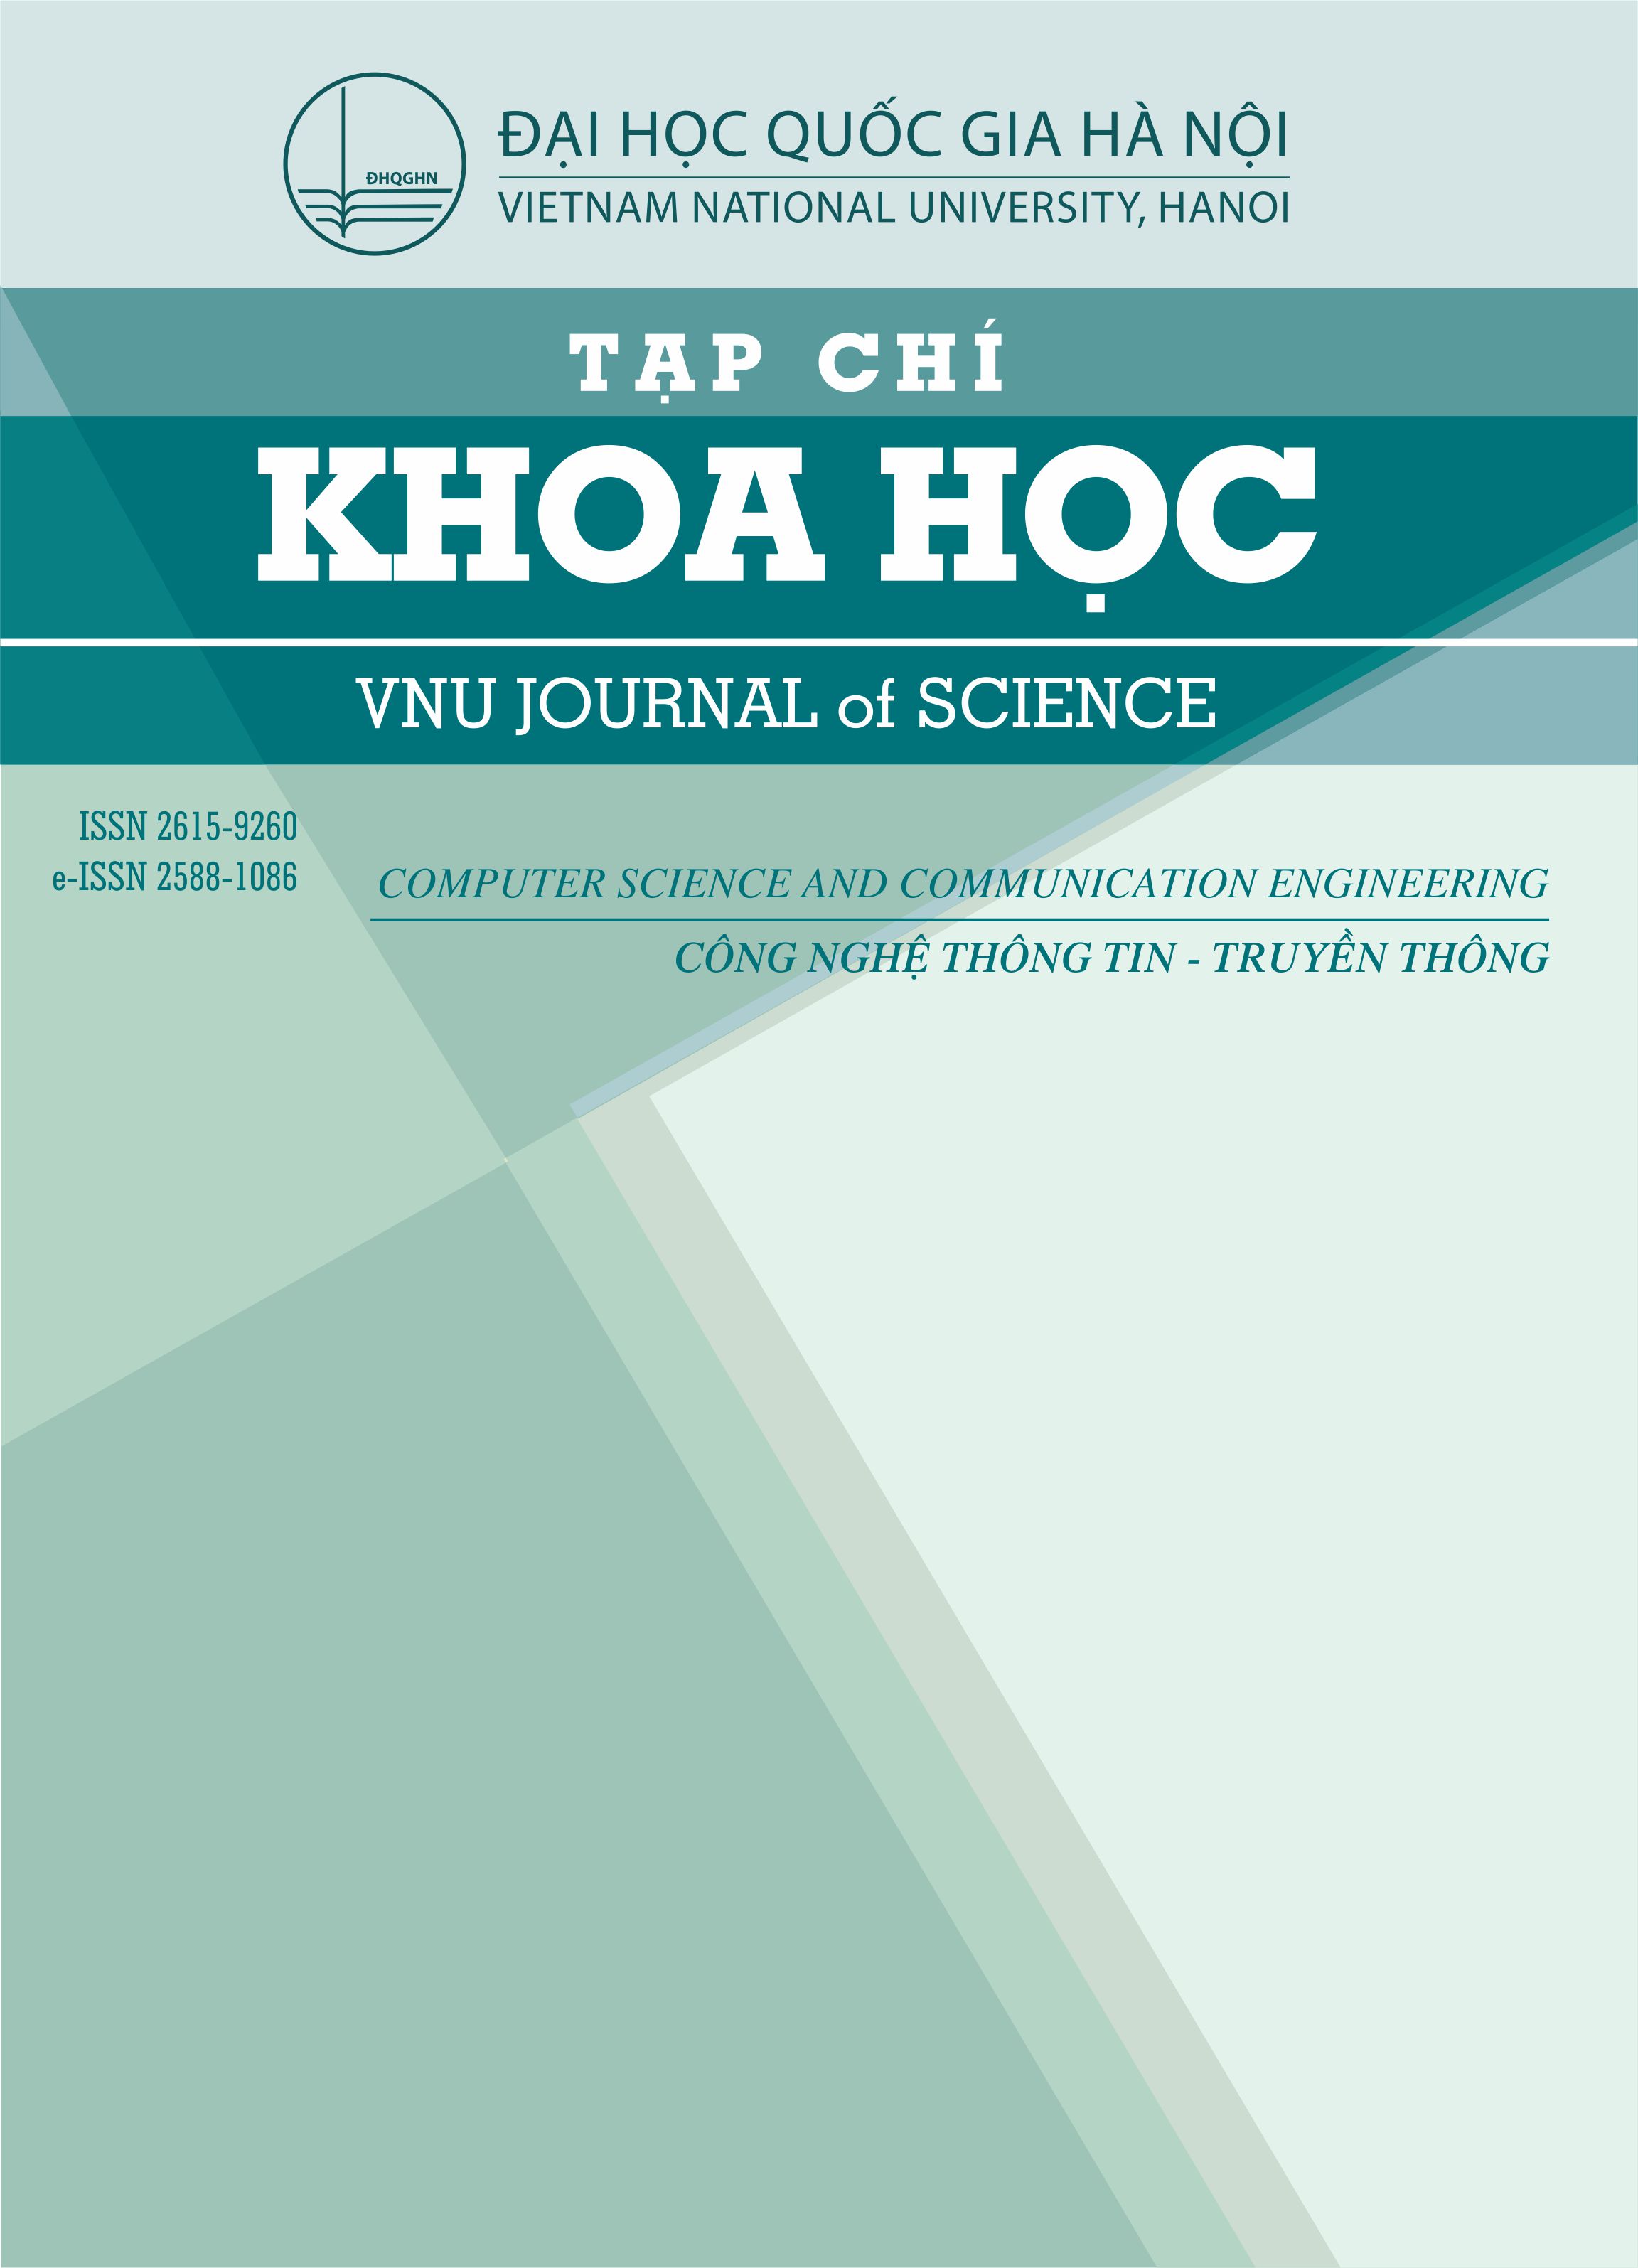 ĐHQGHN
ĐẠI HỌC QUỐC GIA HÀ NỘI
VIETNAM NATIONAL UNIVERSITY, HANOI
TẠP CHÍ
KHOA HỌC
VNU JOURNAL of SCIENCE
ISSN 2615-9260
e-ISSN 2588-1086
COMPUTER SCIENCE AND COMMUNICATION ENGINEERING
CÔNG NGHỆ THÔNG TIN - TRUYỀN THÔNG